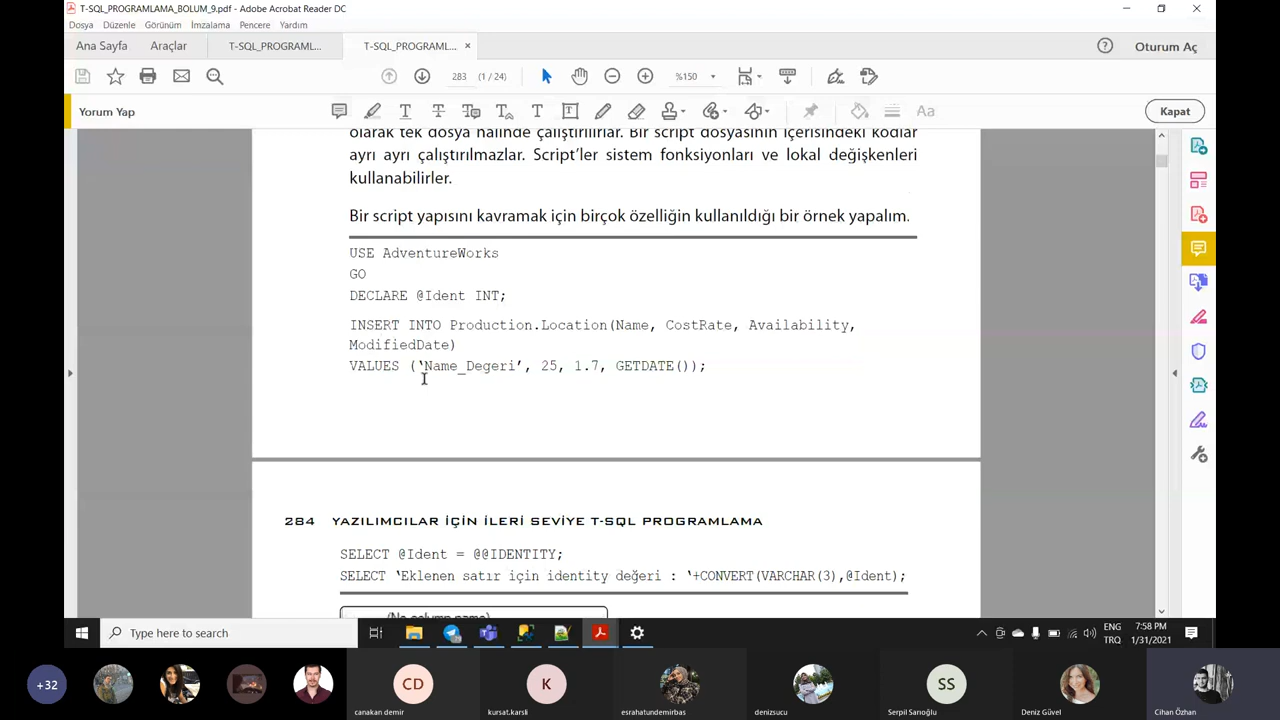 T-SQL_PROGRAMLAMA_BOLUM_9.pdf - Adobe Acrobat Reader DC
Dosya Düzenle Görünüm İmzalama Pencere Yardım
Ana Sayfa Araçlar T-SQL_PROGRAML... T-SQL_PROGRAML... × Oturum Aç
283 (1 / 24) %150
Yorum Yap Kapat
olarak tek dosya halinde çalıştırılırlar. Bir script dosyasının içerisindeki kodlar
ayrı ayrı çalıştırılmazlar. Script’ler sistem fonksiyonları ve lokal değişkenleri
kullanabilirler.
Bir script yapısını kavramak için birçok özelliğin kullanıldığı bir örnek yapalım.
USE AdventureWorks
GO
DECLARE @Ident INT;
INSERT INTO Production.Location(Name, CostRate, Availability,
ModifiedDate)
VALUES (‘Name_Degeri’, 25, 1.7, GETDATE());
284 YAZILIMCILAR İÇİN İLERİ SEVİYE T-SQL PROGRAMLAMA
SELECT @Ident = @@IDENTITY;
SELECT ‘Eklenen satır için identity değeri : ‘+CONVERT(VARCHAR(3),@Ident);
(No column name)
Type here to search
ENG 7:58 PM
TRQ 1/31/2021
+32 CD K SS
canakan demir kursat.karsli esrahatundemirbas denizsucu Serpil Sarıoğlu Deniz Güvel Cihan Özhan